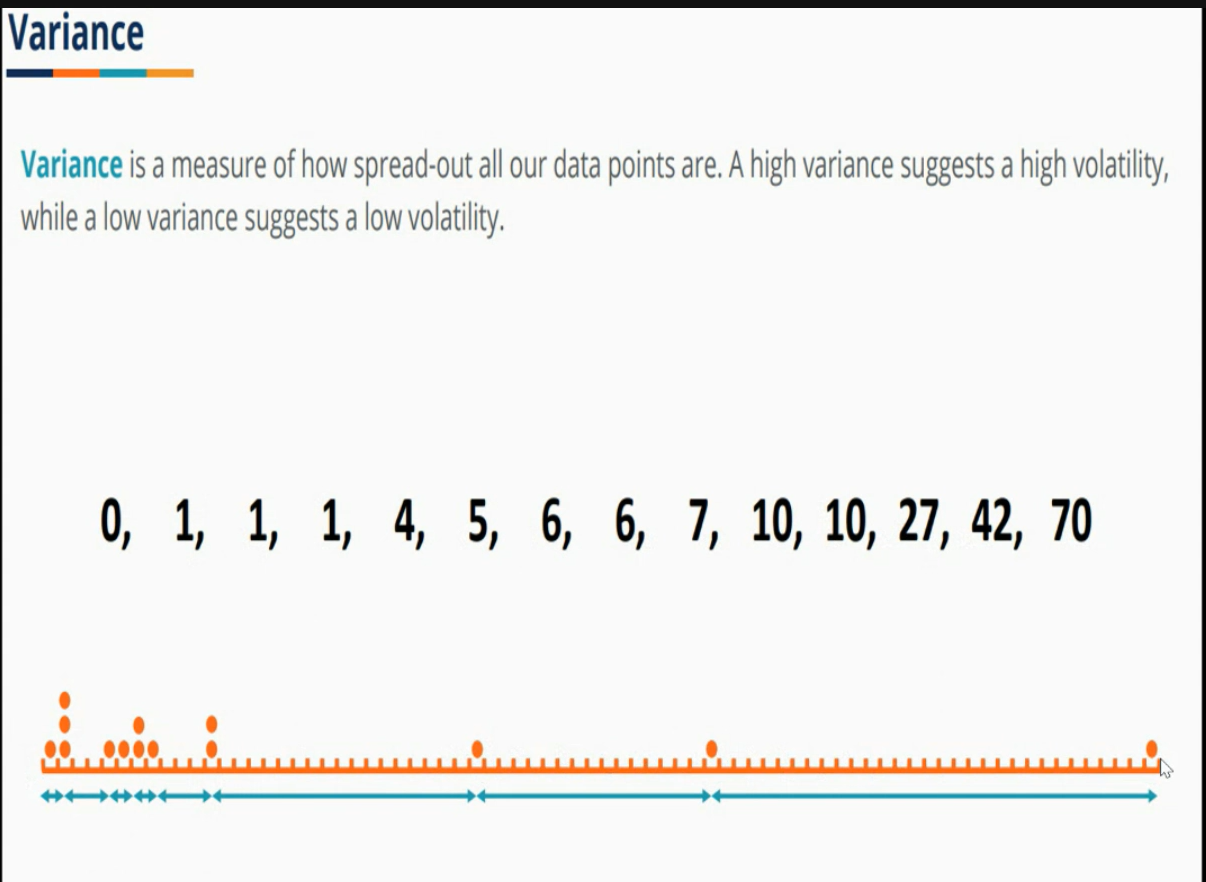 Variance
Variance is a measure of how spread-out all our data points are. A high variance suggests a high volatility,
while a low variance suggests a low volatility.
0, 1, 1, 1, 4, 5, 6, 6, 7, 10, 10, 27, 42, 70